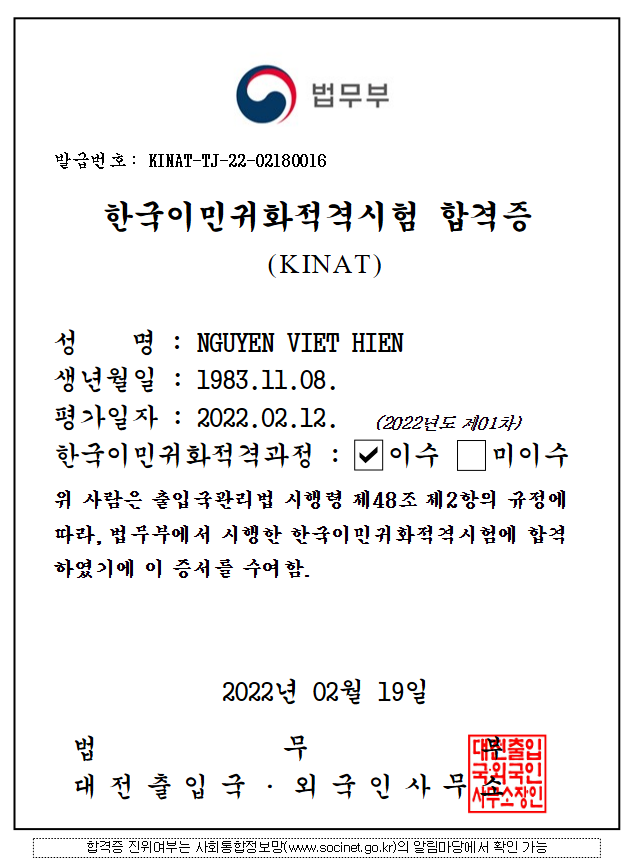 법무부
발급번호 : KINAT-TJ-22-02180016
한국이민귀화적격시험 합격증
(KINAT)
성 명 : NGUYEN VIET HIEN
생년월일 : 1983.11.08.
평가일자 : 2022.02.12. (2022년도 제01차)
한국이민귀화적격과정 : ✔이수 □미이수
위 사람은 출입국관리법 시행령 제48조 제2항의 규정에
따라, 법무부에서 시행한 한국이민귀화적격시험에 합격
하였기에 이 증서를 수여함.
2022년 02월 19일
법 무 부
대 전 출 입 국 · 외 국 인 사 무 소
대전출입
국외국인
사무소장인
합격증 진위여부는 사회통합정보망(www.socinet.go.kr)의 알림마당에서 확인 가능